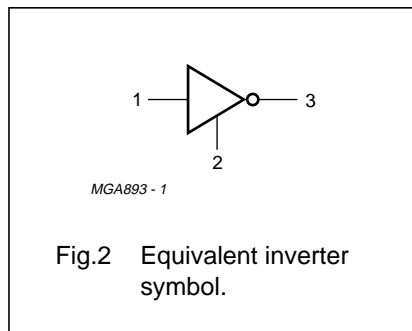 1
3
2
MGA893 - 1
Fig.2 Equivalent inverter
symbol.